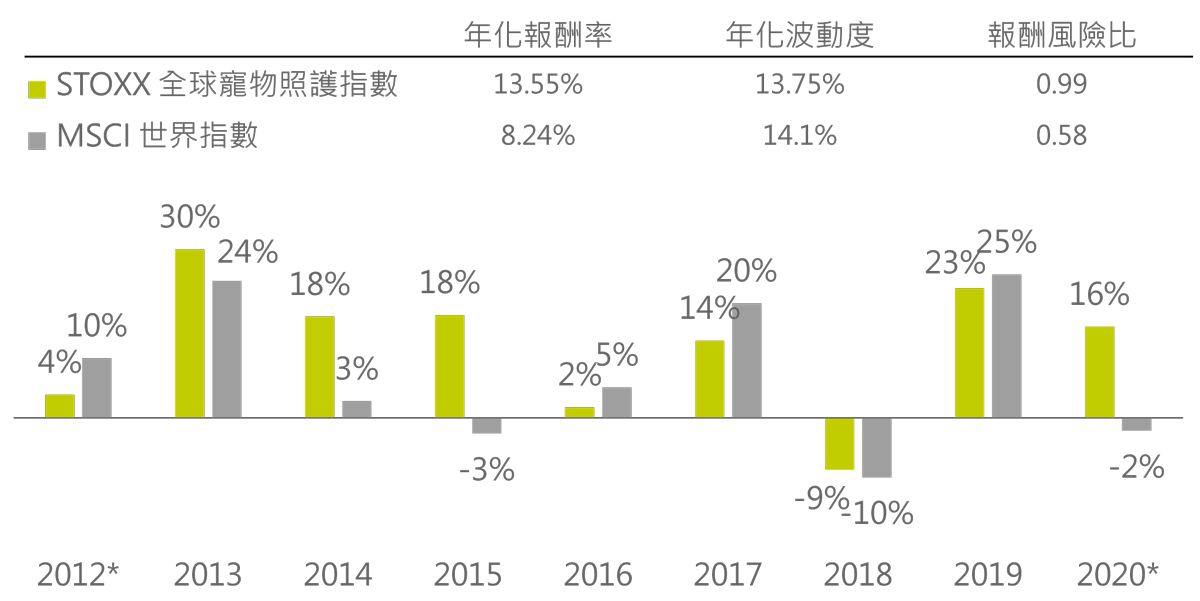 年化報酬率 年化波動度 報酬風險比
STOXX 全球寵物照護指數 13.55% 13.75% 0.99
MSCI 世界指數 8.24% 14.1% 0.58
4% 10% 30% 24% 18% 3% 18% -3% 2% 5% 14% 20% -9% -10% 23% 25% 16% -2%
2012* 2013 2014 2015 2016 2017 2018 2019 2020*